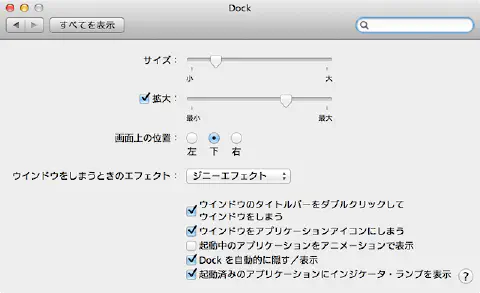 Dock
すべてを表示
サイズ：
小 大
拡大：
最小 最大
画面上の位置：
左 下 右
ウインドウをしまうときのエフェクト： ジニーエフェクト
ウインドウのタイトルバーをダブルクリックして
ウインドウをしまう
ウインドウをアプリケーションアイコンにしまう
起動中のアプリケーションをアニメーションで表示
Dock を自動的に隠す／表示
起動済みのアプリケーションにインジケータ・ランプを表示 ?